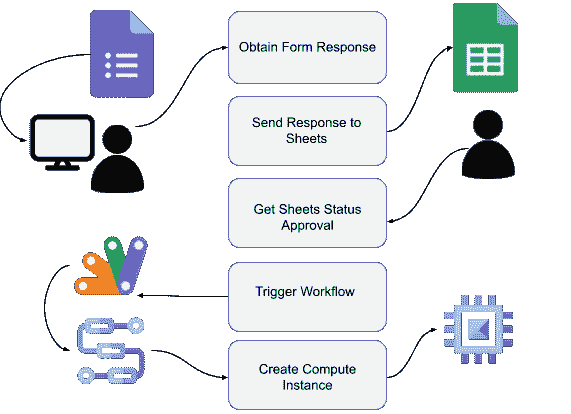 Obtain Form Response
Send Response to
Sheets
Get Sheets Status
Approval
Trigger Workflow
Create Compute
Instance